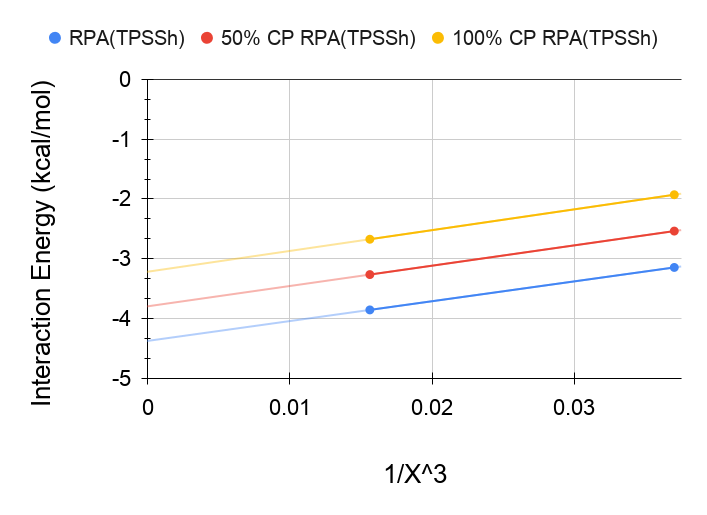 RPA(TPSSh) 50% CP RPA(TPSSh) 100% CP RPA(TPSSh)
Interaction Energy (kcal/mol)
0
-1
-2
-3
-4
-5
0 0.01 0.02 0.03
1/X^3